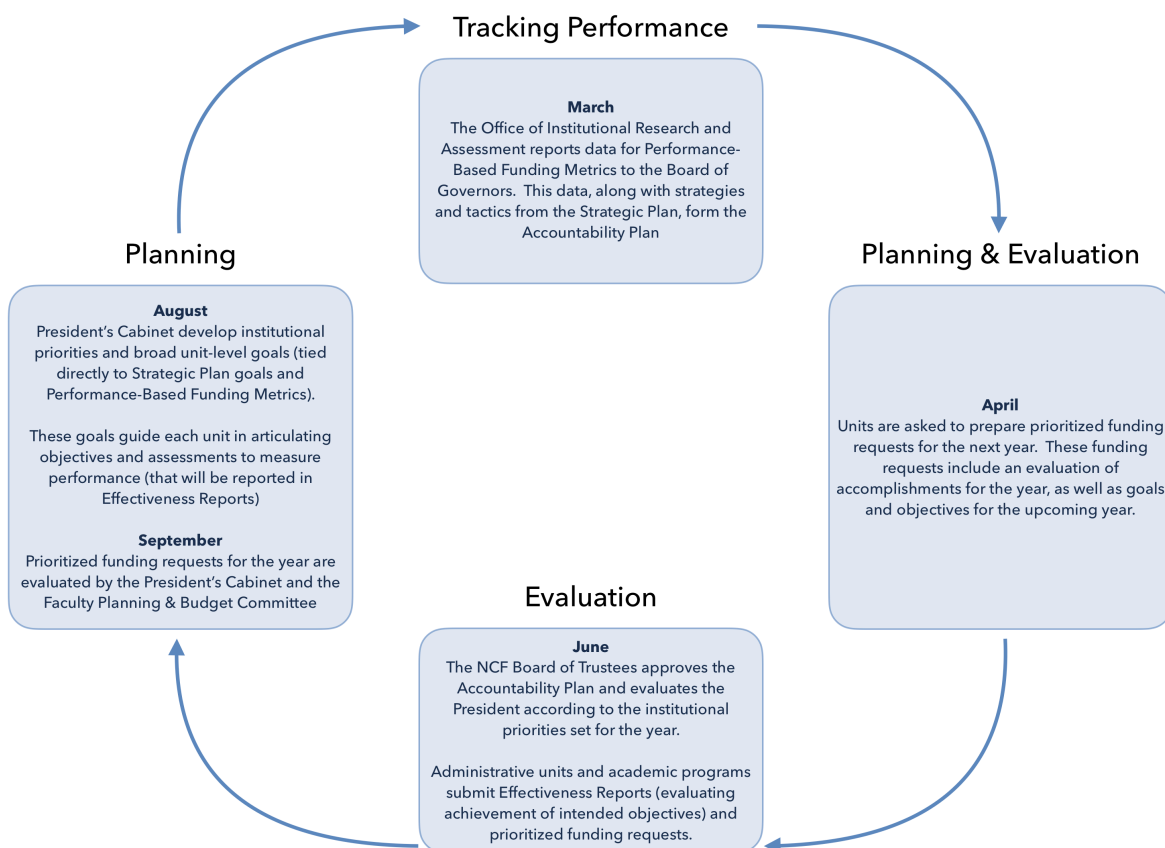 Tracking Performance
March
The Office of Institutional Research and
Assessment reports data for Performance-
Based Funding Metrics to the Board of
Governors.  This data, along with strategies
and tactics from the Strategic Plan, form the
Accountability Plan
Planning
August
President’s Cabinet develop institutional
priorities and broad unit-level goals (tied
directly to Strategic Plan goals and
Performance-Based Funding Metrics).
These goals guide each unit in articulating
objectives and assessments to measure
performance (that will be reported in
Effectiveness Reports)
September
Prioritized funding requests for the year are
evaluated by the President’s Cabinet and the
Faculty Planning & Budget Committee
Planning & Evaluation
April
Units are asked to prepare prioritized funding
requests for the next year.  These funding
requests include an evaluation of
accomplishments for the year, as well as goals
and objectives for the upcoming year.
Evaluation
June
The NCF Board of Trustees approves the
Accountability Plan and evaluates the
President according to the institutional
priorities set for the year.
Administrative units and academic programs
submit Effectiveness Reports (evaluating
achievement of intended objectives) and
prioritized funding requests.